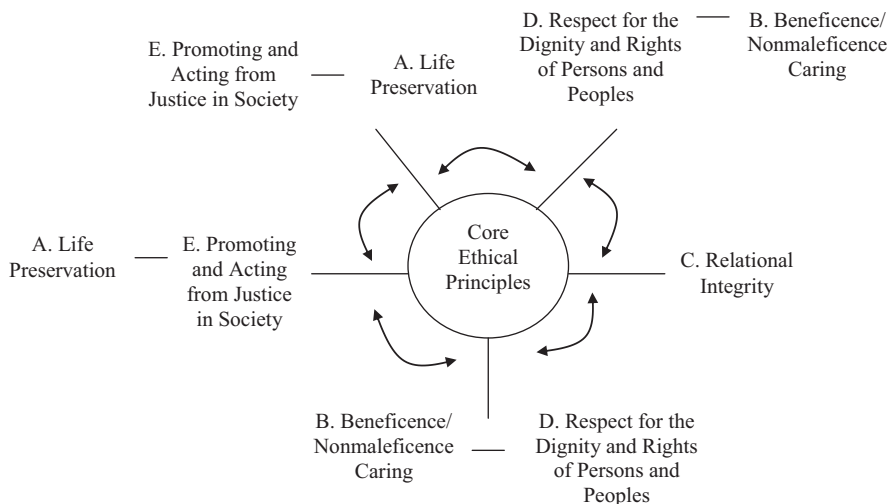 D. Respect for the
Dignity and Rights
of Persons and
Peoples
B. Beneficence/
Nonmaleficence
Caring
E. Promoting and
Acting from
Justice in Society
A. Life
Preservation
Core
Ethical
Principles
A. Life
Preservation
E. Promoting
and Acting
from Justice
in Society
C. Relational
Integrity
B. Beneficence/
Nonmaleficence
Caring
D. Respect for the
Dignity and Rights
of Persons and
Peoples